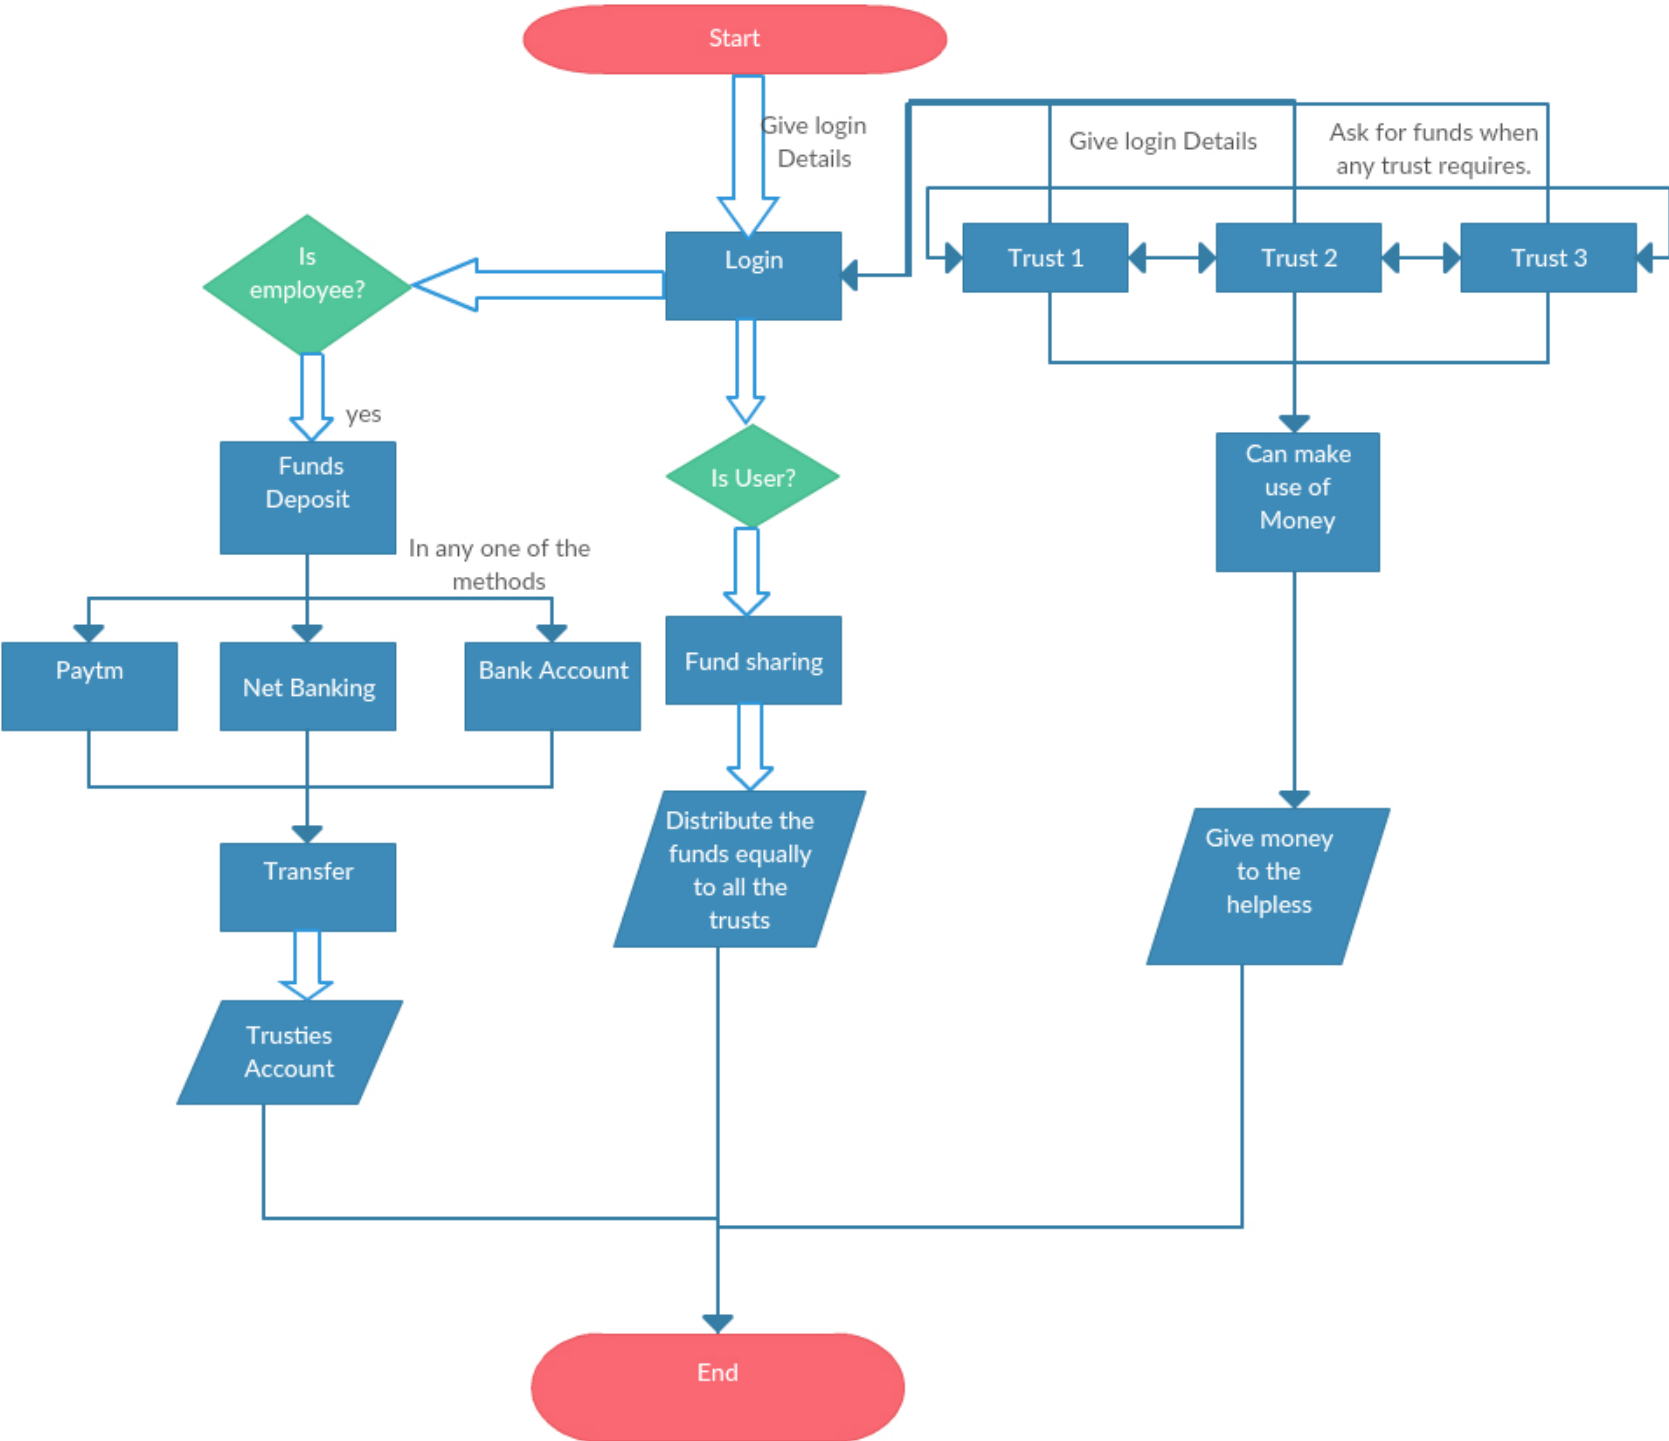 Start
Give login
Details
Give login Details
Ask for funds when
any trust requires.
Is
employee?
Login
Trust 1
Trust 2
Trust 3
yes
Funds
Deposit
Is User?
Can make
use of
Money
In any one of the
methods
Paytm
Net Banking
Bank Account
Fund sharing
Distribute the
funds equally
to all the
trusts
Give money
to the
helpless
Transfer
Trusties
Account
End